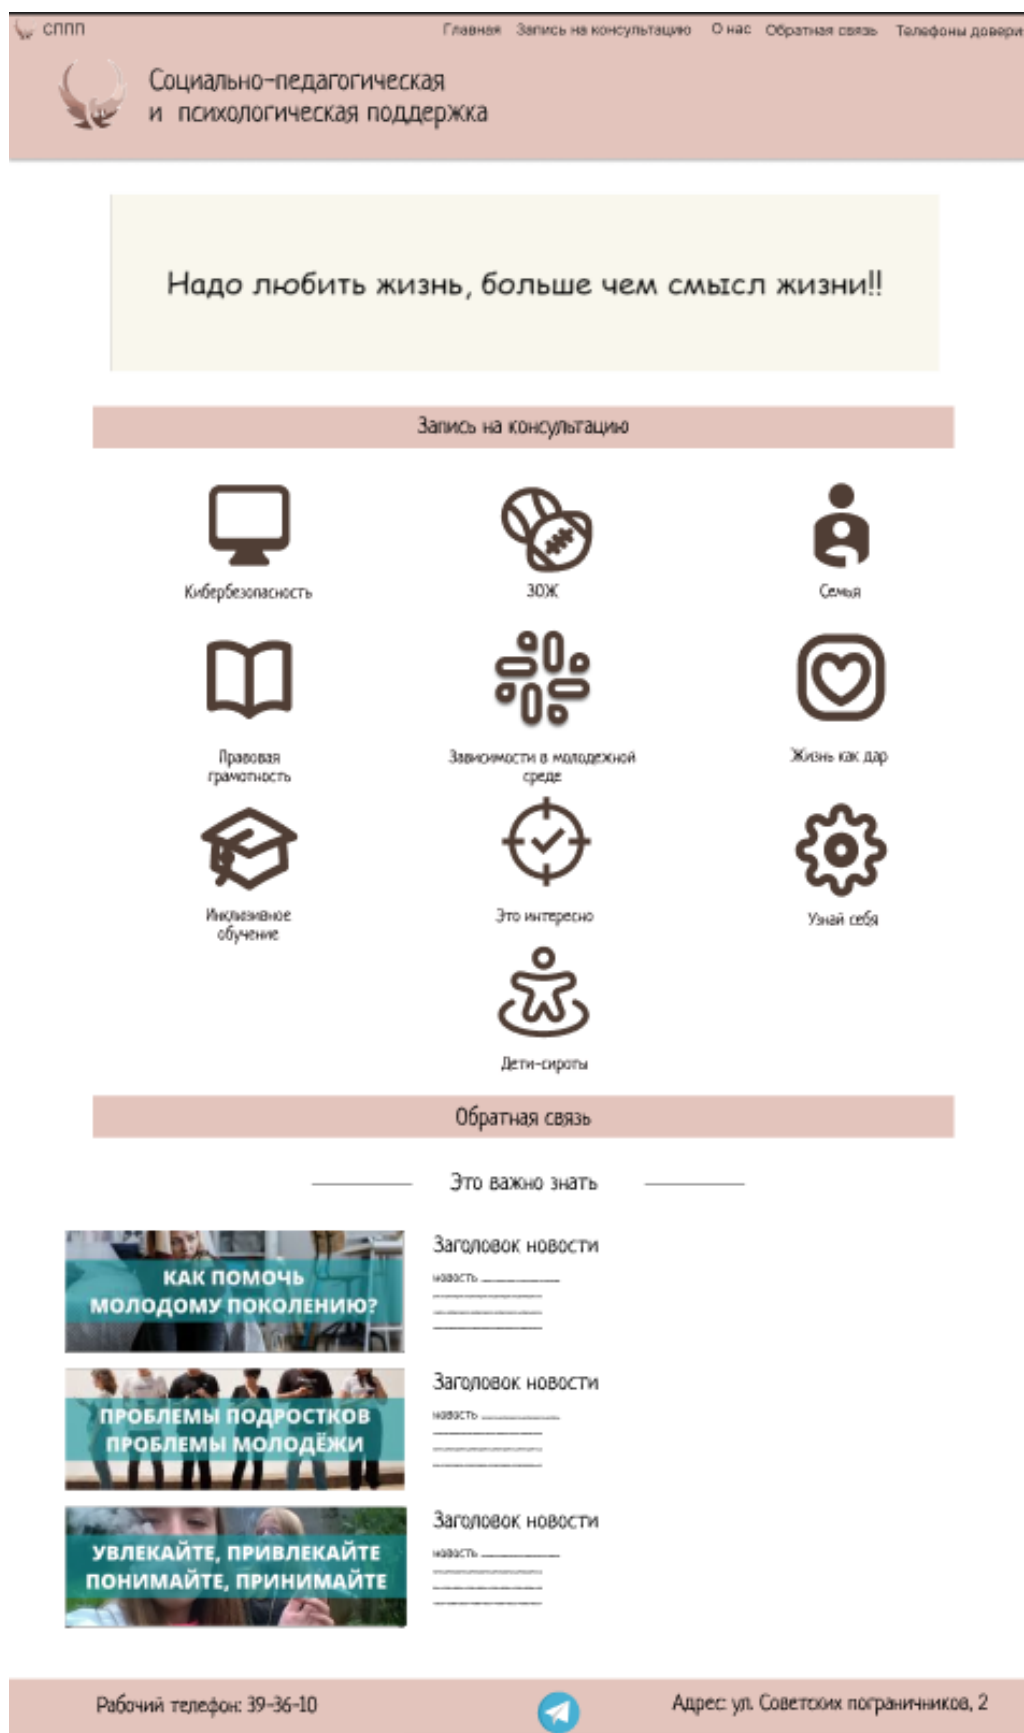 СППП
Главная Запись на консультацию О нас Обратная связь Телефоны довери
Социально-педагогическая
и психологическая поддержка
Надо любить жизнь, больше чем смысл жизни!!
Запись на консультацию
Кибербезопасность
ЗОЖ
Семья
Правовая
грамотность
Зависимости в молодежной
среде
Жизнь как дар
Инклюзивное
обучение
Это интересно
Узнай себя
Дети-сироты
Обратная связь
Это важно знать
КАК ПОМОЧЬ
МОЛОДОМУ ПОКОЛЕНИЮ?
Заголовок новости
новость
ПРОБЛЕМЫ ПОДРОСТКОВ
ПРОБЛЕМЫ МОЛОДЁЖИ
Заголовок новости
новость
УВЛЕКАЙТЕ, ПРИВЛЕКАЙТЕ
ПОНИМАЙТЕ, ПРИНИМАЙТЕ
Заголовок новости
новость
Рабочий телефон: 39-36-10
Адрес: ул. Советских пограничников, 2